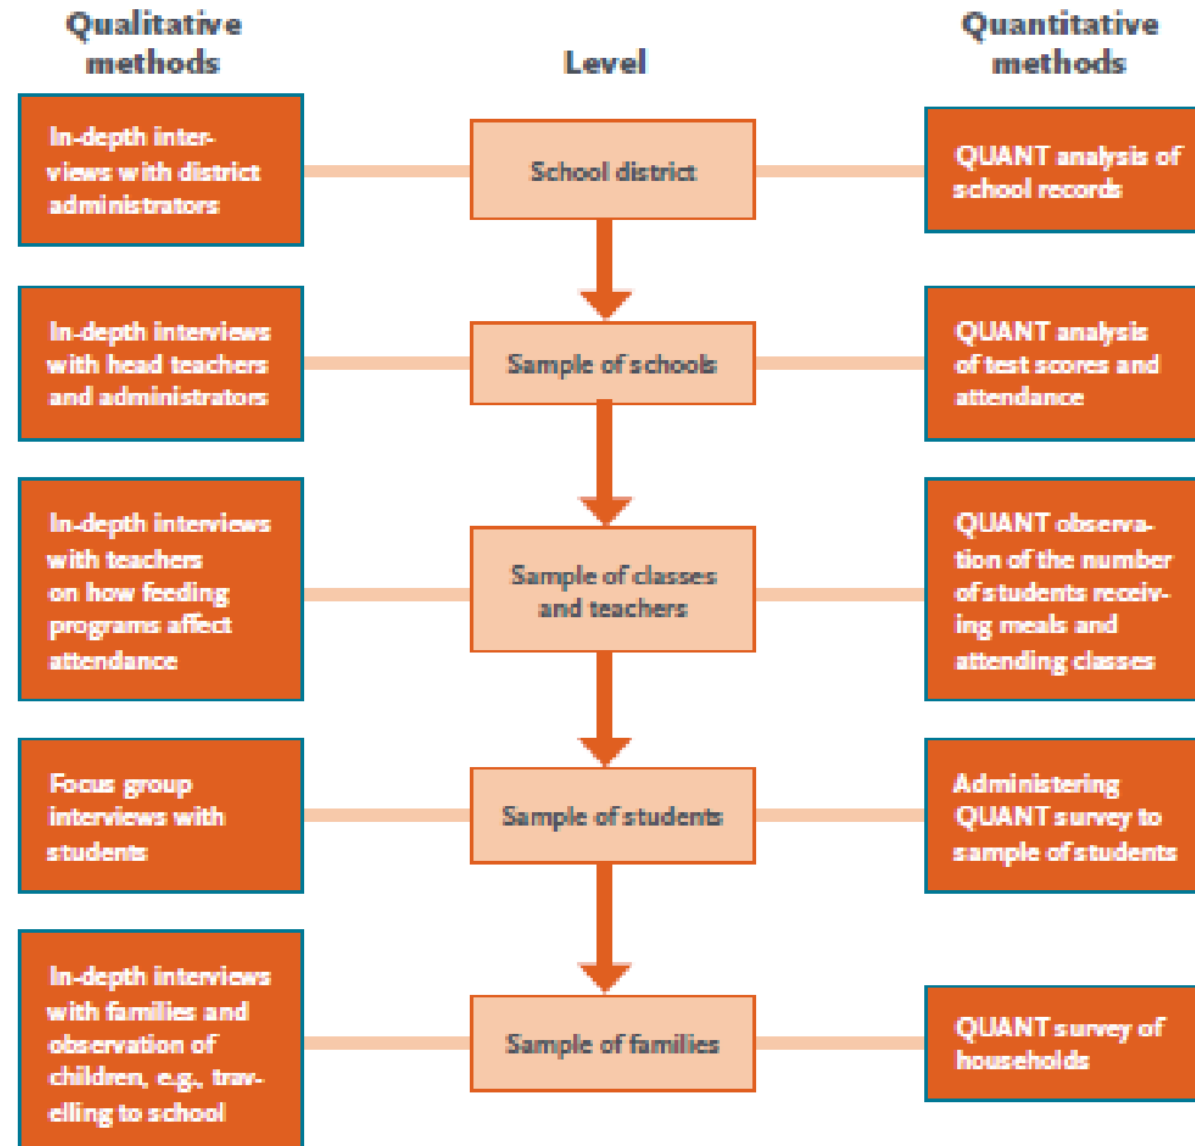 Qualitative
methods
Level
Quantitative
methods
In-depth inter-
views with district
administrators
School district
QUANT analysis of
school records
In-depth interviews
with head teachers
and administrators
Sample of schools
QUANT analysis
of test scores and
attendance
In-depth interviews
with teachers
on how feeding
programs affect
attendance
Sample of classes
and teachers
QUANT observa-
tion of the number
of students receiv-
ing meals and
attending classes
Focus group
interviews with
students
Sample of students
Administering
QUANT survey to
sample of students
In-depth interviews
with families and
observation of
children, e.g., trav-
elling to school
Sample of families
QUANT survey of
households